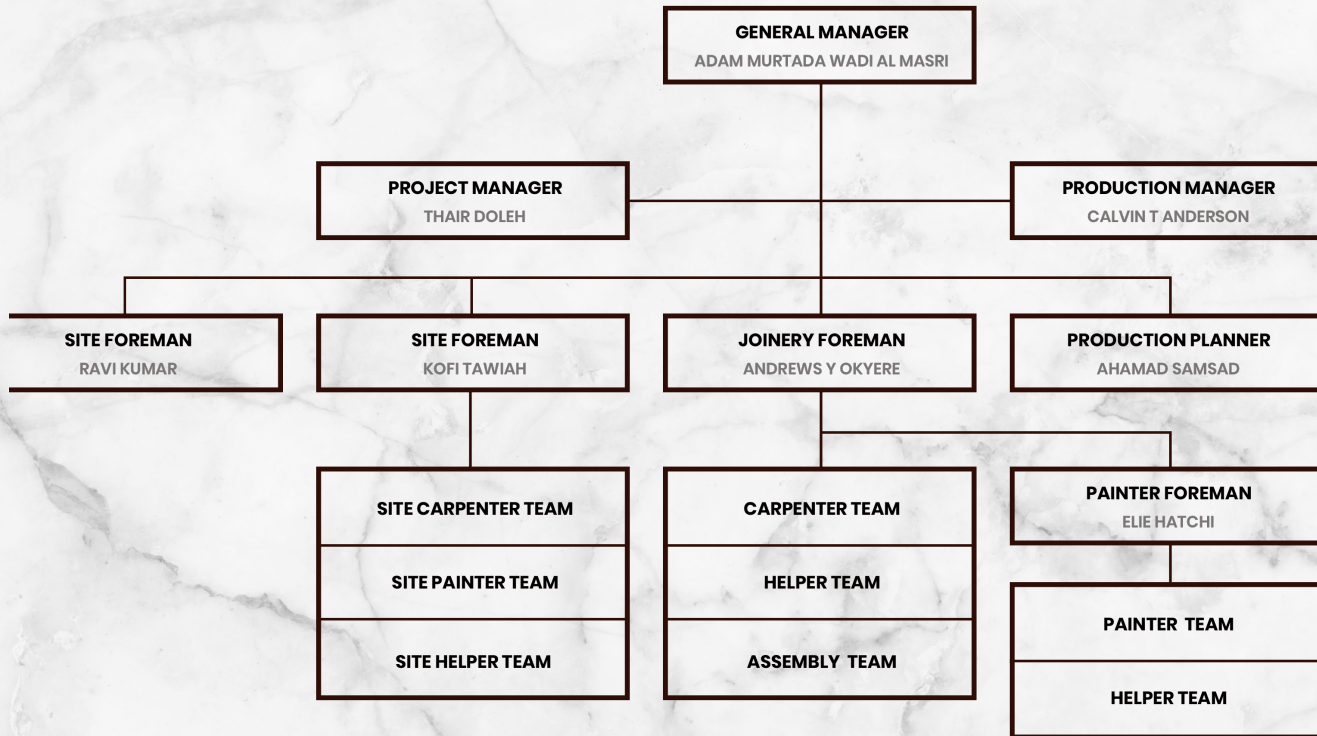 GENERAL MANAGER
ADAM MURTADA WADI AL MASRI
PROJECT MANAGER
THAIR DOLEH
PRODUCTION MANAGER
CALVIN T ANDERSON
SITE FOREMAN
RAVI KUMAR
SITE FOREMAN
KOFI TAWIAH
JOINERY FOREMAN
ANDREWS Y OKYERE
PRODUCTION PLANNER
AHAMAD SAMSAD
SITE CARPENTER TEAM
SITE PAINTER TEAM
SITE HELPER TEAM
CARPENTER TEAM
HELPER TEAM
ASSEMBLY TEAM
PAINTER FOREMAN
ELIE HATCHI
PAINTER TEAM
HELPER TEAM